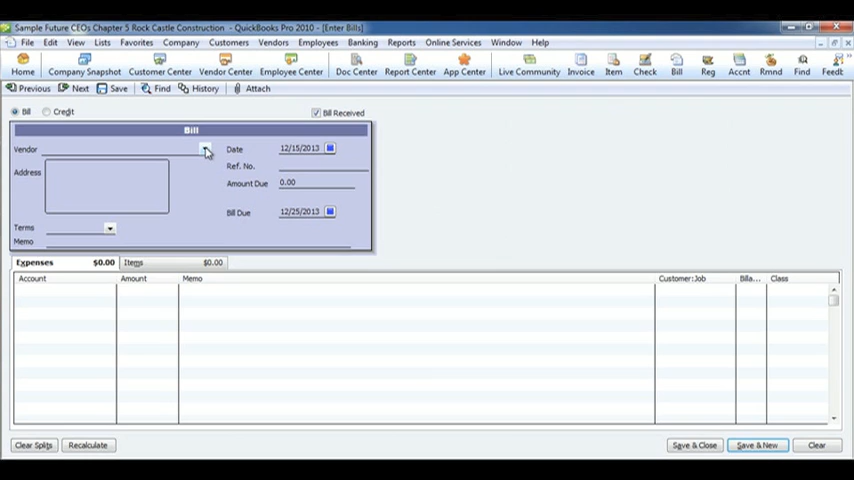 Sample Future CEOs Chapter 5 Rock Castle Construction - QuickBooks Pro 2010 - [Enter Bills]
File Edit View Lists Favorites Company Customers Vendors Employees Banking Reports Online Services Window Help
Home Company Snapshot Customer Center Vendor Center Employee Center Doc Center Report Center App Center Live Community Invoice Item Check Bill Reg Accnt Rmnd Find Feedb
Previous Next Save Find History Attach
Bill Credit Bill Received
Bill
Vendor Date 12/15/2013
Ref. No.
Address Amount Due 0.00
Bill Due 12/25/2013
Terms
Memo
Expenses $0.00 Items $0.00
Account Amount Memo Customer:Job Billa... Class
Clear Splits Recalculate Save & Close Save & New Clear